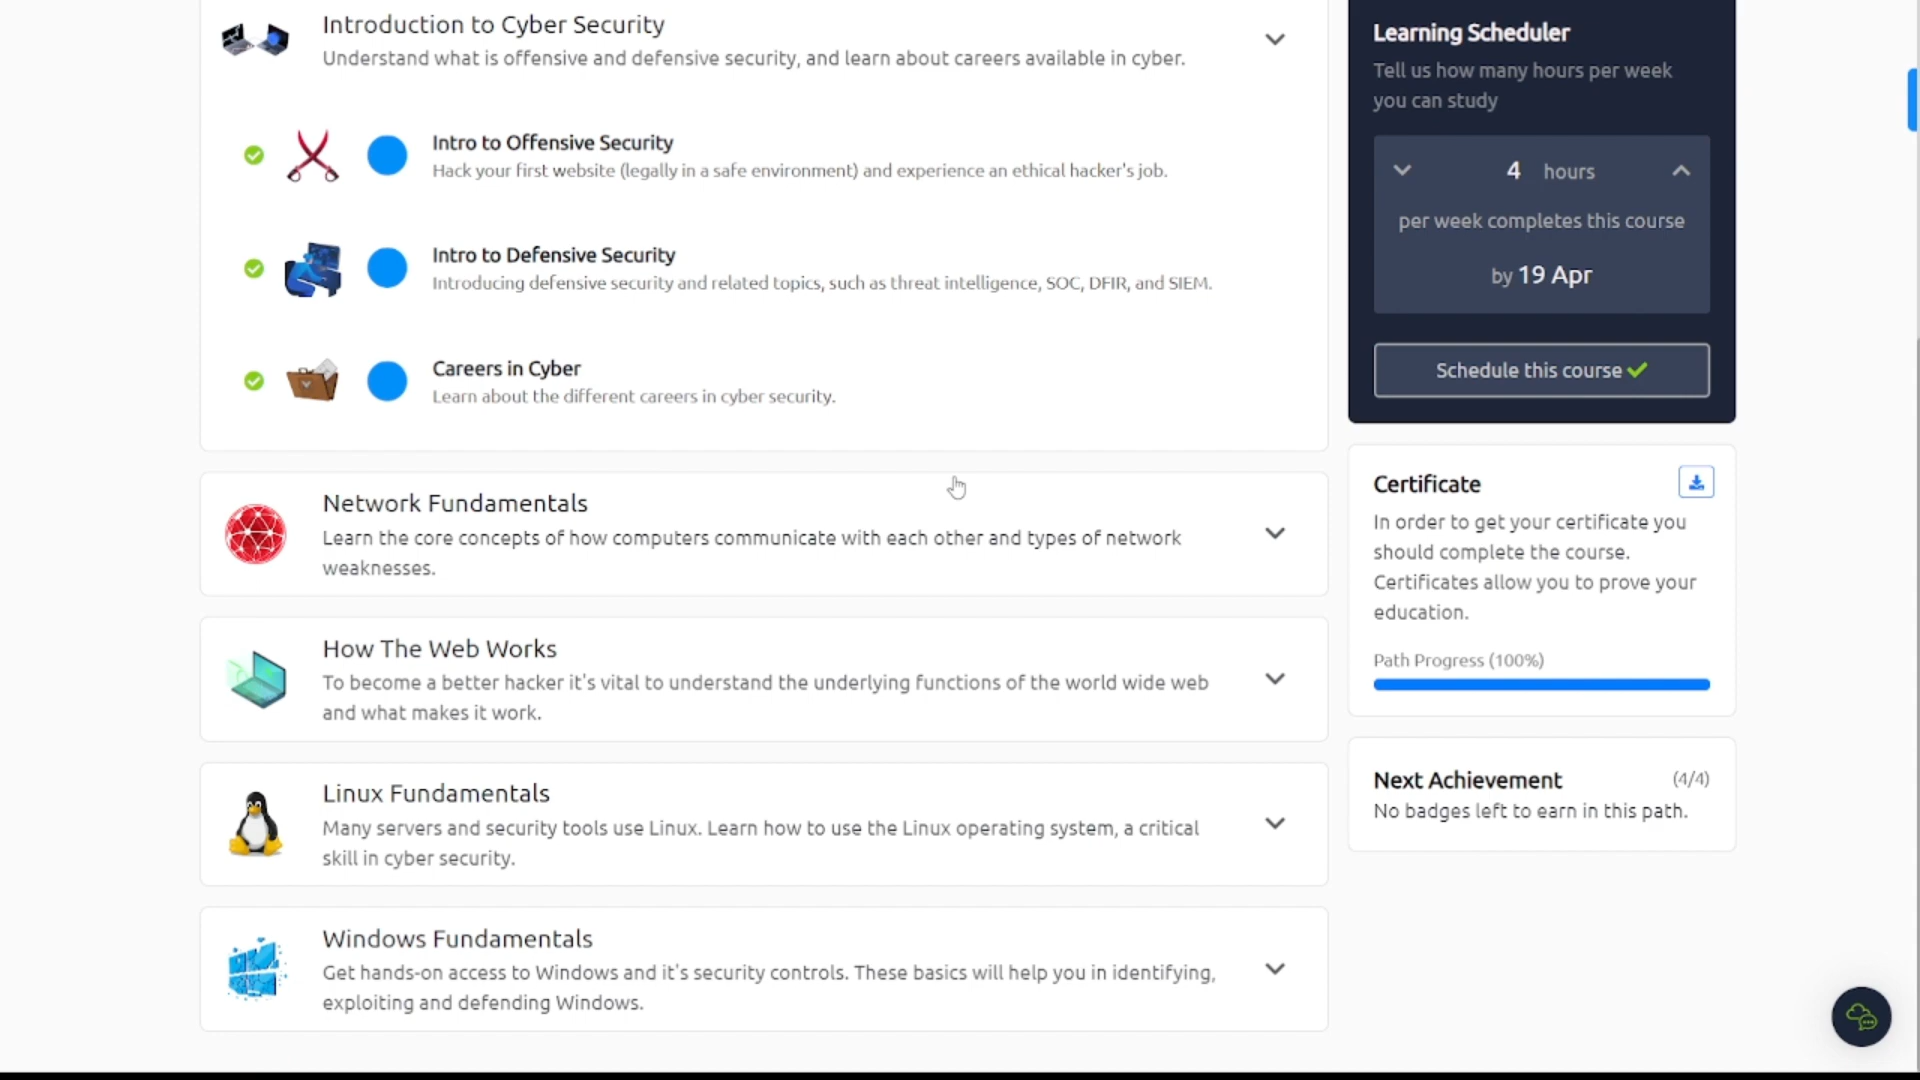 Introduction to Cyber Security
Understand what is offensive and defensive security, and learn about careers available in cyber.
Intro to Offensive Security
Hack your first website (legally in a safe environment) and experience an ethical hacker's job.
Intro to Defensive Security
Introducing defensive security and related topics, such as threat intelligence, SOC, DFIR, and SIEM.
Careers in Cyber
Learn about the different careers in cyber security.
Network Fundamentals
Learn the core concepts of how computers communicate with each other and types of network
weaknesses.
How The Web Works
To become a better hacker it's vital to understand the underlying functions of the world wide web
and what makes it work.
Linux Fundamentals
Many servers and security tools use Linux. Learn how to use the Linux operating system, a critical
skill in cyber security.
Windows Fundamentals
Get hands-on access to Windows and it's security controls. These basics will help you in identifying,
exploiting and defending Windows.
Learning Scheduler
Tell us how many hours per week
you can study
4 hours
per week completes this course
by 19 Apr
Schedule this course
Certificate
In order to get your certificate you
should complete the course.
Certificates allow you to prove your
education.
Path Progress (100%)
Next Achievement (4/4)
No badges left to earn in this path.